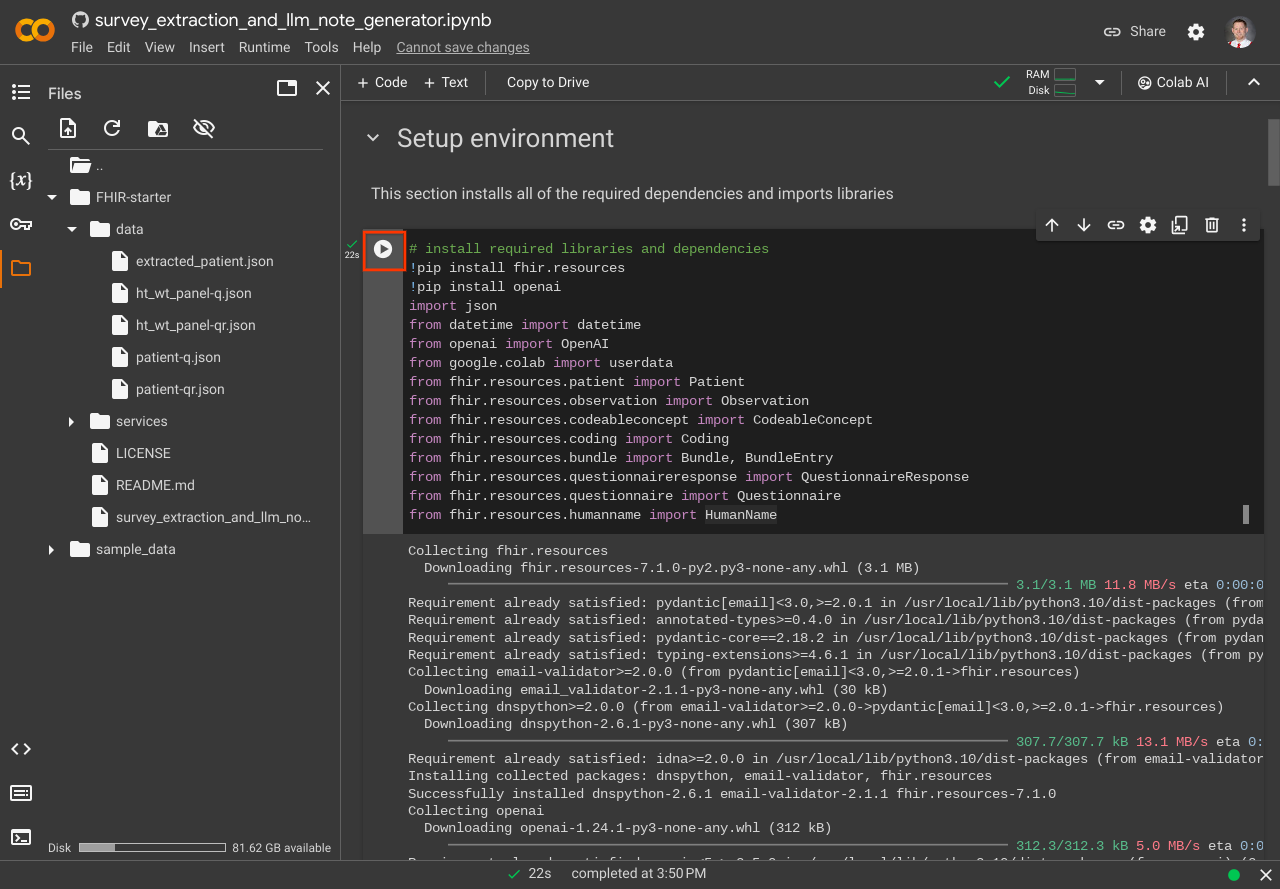 survey_extraction_and_llm_note_generator.ipynb
File Edit View Insert Runtime Tools Help Cannot save changes
Share
Files
+ Code + Text Copy to Drive
RAM
Disk
Colab AI
..
FHIR-starter
data
extracted_patient.json
ht_wt_panel-q.json
ht_wt_panel-qr.json
patient-q.json
patient-qr.json
services
LICENSE
README.md
survey_extraction_and_llm_no...
sample_data
{x}
Disk 81.62 GB available
Setup environment
This section installs all of the required dependencies and imports libraries
22s
# install required libraries and dependencies
!pip install fhir.resources
!pip install openai
import json
from datetime import datetime
from openai import OpenAI
from google.colab import userdata
from fhir.resources.patient import Patient
from fhir.resources.observation import Observation
from fhir.resources.codeableconcept import CodeableConcept
from fhir.resources.coding import Coding
from fhir.resources.bundle import Bundle, BundleEntry
from fhir.resources.questionnaireresponse import QuestionnaireResponse
from fhir.resources.questionnaire import Questionnaire
from fhir.resources.humanname import HumanName
Collecting fhir.resources
Downloading fhir.resources-7.1.0-py2.py3-none-any.whl (3.1 MB)
3.1/3.1 MB 11.8 MB/s eta 0:00:0
Requirement already satisfied: pydantic[email]<3.0,>=2.0.1 in /usr/local/lib/python3.10/dist-packages (from
Requirement already satisfied: annotated-types>=0.4.0 in /usr/local/lib/python3.10/dist-packages (from pyda
Requirement already satisfied: pydantic-core==2.18.2 in /usr/local/lib/python3.10/dist-packages (from pydan
Requirement already satisfied: typing-extensions>=4.6.1 in /usr/local/lib/python3.10/dist-packages (from py
Collecting email-validator>=2.0.0 (from pydantic[email]<3.0,>=2.0.1->fhir.resources)
Downloading email_validator-2.1.1-py3-none-any.whl (30 kB)
Collecting dnspython>=2.0.0 (from email-validator>=2.0.0->pydantic[email]<3.0,>=2.0.1->fhir.resources)
Downloading dnspython-2.6.1-py3-none-any.whl (307 kB)
307.7/307.7 kB 13.1 MB/s eta 0:
Requirement already satisfied: idna>=2.0.0 in /usr/local/lib/python3.10/dist-packages (from email-validator
Installing collected packages: dnspython, email-validator, fhir.resources
Successfully installed dnspython-2.6.1 email-validator-2.1.1 fhir.resources-7.1.0
Collecting openai
Downloading openai-1.24.1-py3-none-any.whl (312 kB)
312.3/312.3 kB 5.0 MB/s eta 0:0
22s completed at 3:50 PM